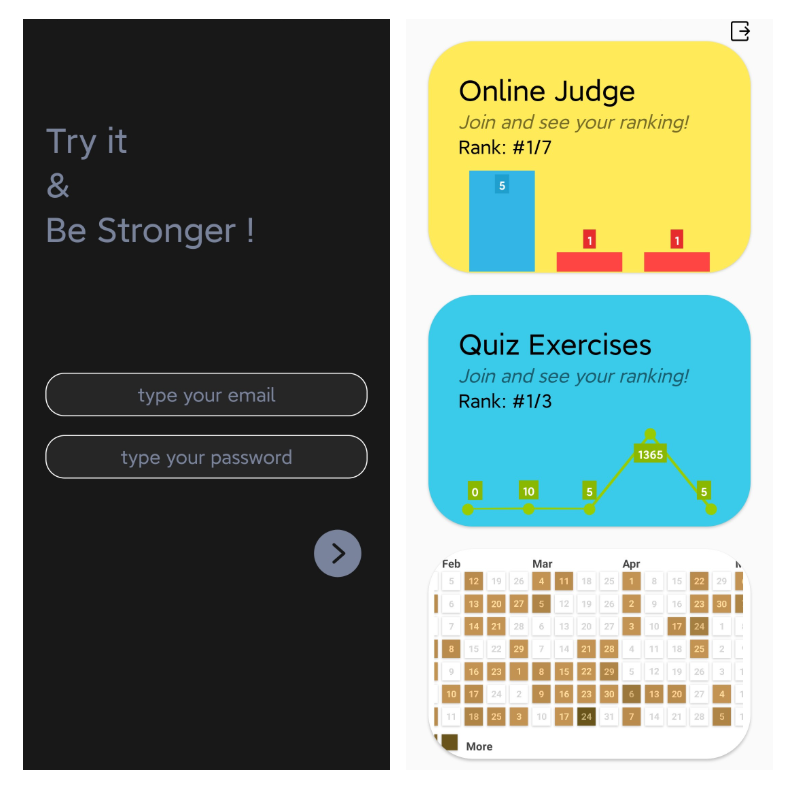 Try it
&
Be Stronger !
type your email
type your password
Online Judge
Join and see your ranking!
Rank: #1/7
5
1
1
Quiz Exercises
Join and see your ranking!
Rank: #1/3
0
10
5
1365
5
Feb Mar Apr
5 12 19 26 4 11 18 25 1 8 15 22 29
6 13 20 27 5 12 19 26 2 9 16 23 30
7 14 21 28 6 13 20 27 3 10 17 24 1
8 15 22 29 7 14 21 28 4 11 18 25 2
9 16 23 1 8 15 22 29 5 12 19 26 3
10 17 24 2 9 16 23 30 6 13 20 27 4
11 18 25 3 10 17 24 31 7 14 21 28 5
More